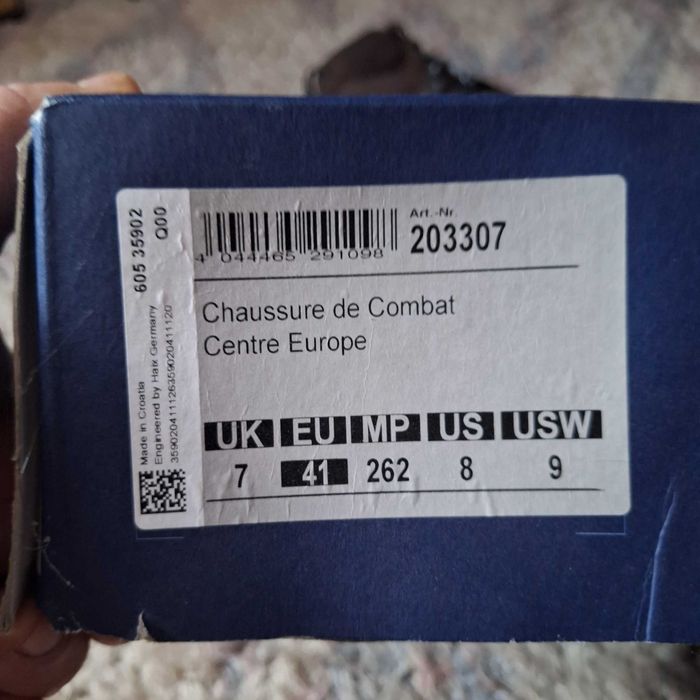 605 35902
Q00
Made in Croatia
Engineered by Haix Germany
359020411126359020411120
4 044465 291098
Art.-Nr.
203307
Chaussure de Combat
Centre Europe
UK EU MP US USW
7 41 262 8 9